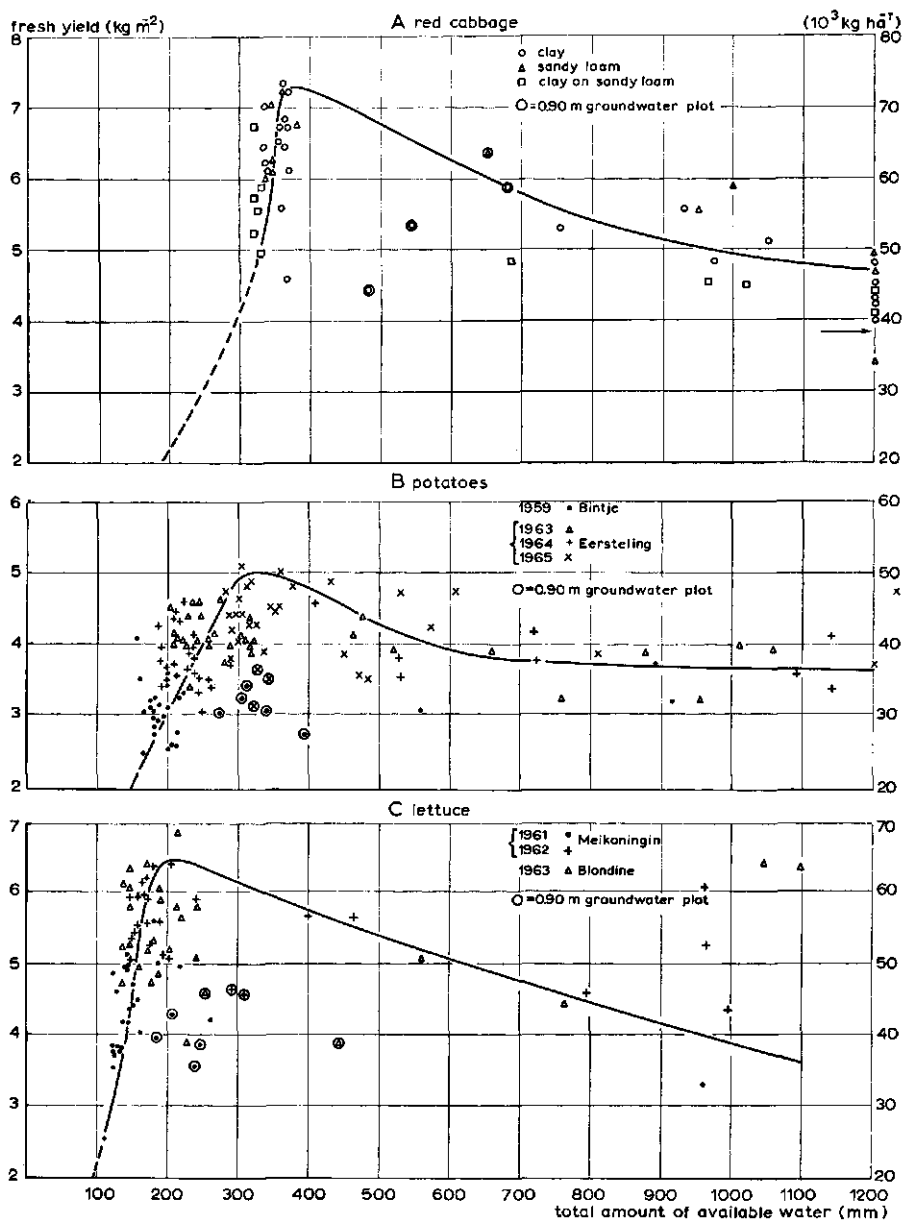 fresh yield (kg m⁻²)
A red cabbage
(10³ kg ha⁻¹)
8
7
6
5
4
3
2
80
70
60
50
40
30
20
○ clay
△ sandy loam
□ clay on sandy loam
○ = 0.90 m groundwater plot
B potatoes
6
5
4
3
2
60
50
40
30
20
1959 • Bintje
1963 △
1964 + Eersteling
1965 ×
○ = 0.90 m groundwater plot
C lettuce
7
6
5
4
3
2
70
60
50
40
30
20
1961 • Meikoningin
1962 +
1963 △ Blondine
○ = 0.90 m groundwater plot
100 200 300 400 500 600 700 800 900 1000 1100 1200
total amount of available water (mm)